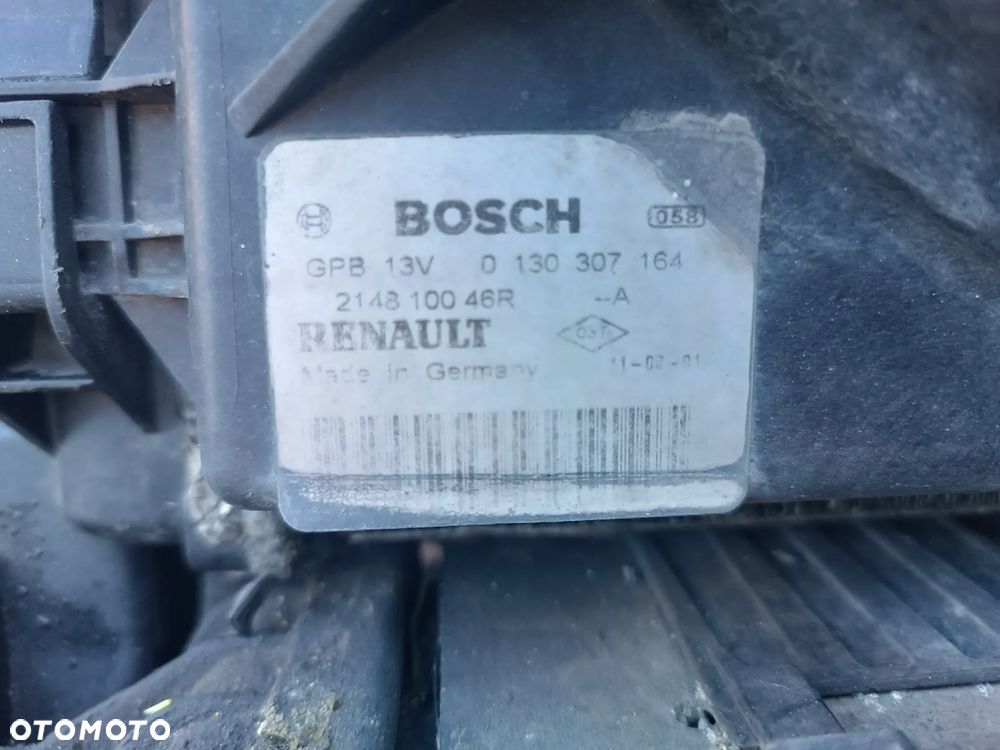 BOSCH 058
GPB 13V 0 130 307 164
2148 100 46R --A
RENAULT
Made in Germany
OTOMOTO